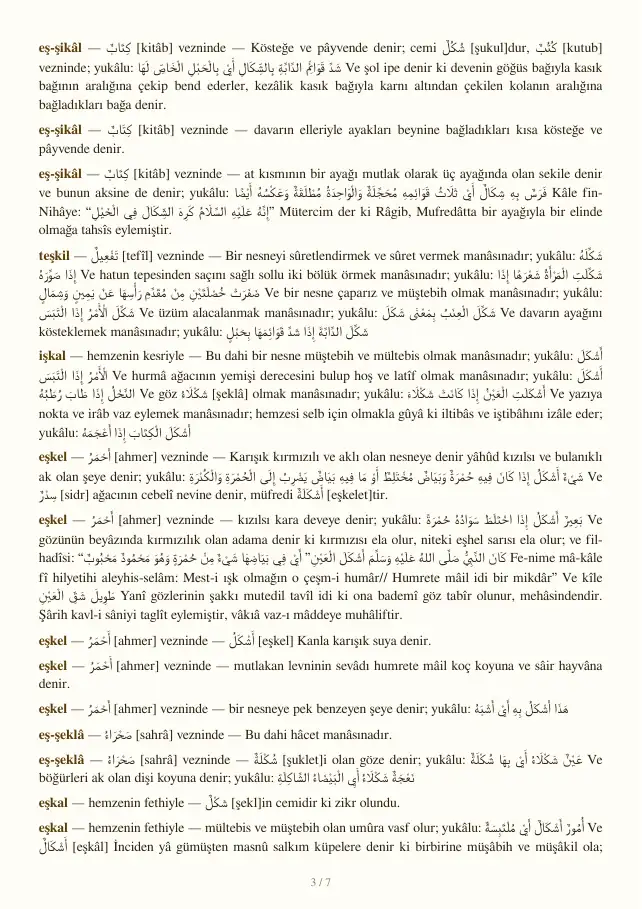 eş-şikâl — كِتَابٌ [kitâb] vezninde — Kösteğe ve pâyvende denir; cemi شُكُلٌ [şukul]dur, كُتُبٌ [kutub]
vezninde; yukâlu: شَدَّ قَوَائِمَ الدَّابَّةِ بِالشِّكَالِ أَيْ بِالْحَبْلِ الْخَاصِّ لَهَا Ve şol ipe denir ki devenin göğüs bağıyla kasık
bağının aralığına çekip bend ederler, kezâlik kasık bağıyla karnı altından çekilen kolanın aralığına
bağladıkları bağa denir.
eş-şikâl — كِتَابٌ [kitâb] vezninde — davarın elleriyle ayakları beynine bağladıkları kısa kösteğe ve
pâyvende denir.
eş-şikâl — كِتَابٌ [kitâb] vezninde — at kısmının bir ayağı mutlak olarak üç ayağında olan sekile denir
ve bunun aksine de denir; yukâlu: فَرَسٌ بِهِ شِكَالٌ أَيْ ثَلَاثُ قَوَائِمِهِ مُحَجَّلَةٌ وَالْوَاحِدَةُ مُطْلَقَةٌ وَعَكْسُهُ أَيْضًا Kâle fin-
Nihâye: “إِنَّهُ عَلَيْهِ السَّلَامُ كَرِهَ الشِّكَالَ فِي الْخَيْلِ” Mütercim der ki Râgib, Mufredâtta bir ayağıyla bir elinde
olmağa tahsîs eylemiştir.
teşkîl — تَفْعِيلٌ [tefîl] vezninde — Bir nesneyi sûretlendirmek ve sûret vermek manâsınadır; yukâlu: شَكَّلَهُ
إِذَا صَوَّرَهُ Ve hatun tepesinden saçını sağlı sollu iki bölük örmek manâsınadır; yukâlu: شَكَّلَتِ الْمَرْأَةُ شَعْرَهَا إِذَا
ضَفَرَتْ خُصْلَتَيْنِ مِنْ مُقَدَّمِ رَأْسِهَا عَنْ يَمِينٍ وَشِمَالٍ Ve bir nesne çaparız ve müştebih olmak manâsınadır; yukâlu:
شَكَّلَ الْأَمْرُ إِذَا الْتَبَسَ Ve üzüm alacalanmak manâsınadır; yukâlu: شَكَّلَ الْعِنَبُ بِمَعْنَى شَكَلَ Ve davarın ayağını
kösteklemek manâsınadır; yukâlu: شَكَّلَ الدَّابَّةَ إِذَا شَدَّ قَوَائِمَهَا بِحَبْلٍ
işkal — hemzenin kesriyle — Bu dahi bir nesne müştebih ve mültebis olmak manâsınadır; yukâlu: أَشْكَلَ
الْأَمْرُ إِذَا الْتَبَسَ Ve hurmâ ağacının yemişi derecesini bulup hoş ve latîf olmak manâsınadır; yukâlu: أَشْكَلَ
النَّخْلُ إِذَا طَابَ رُطَبُهُ Ve göz شَكْلَاءُ [şeklâ] olmak manâsınadır; yukâlu: أَشْكَلَتِ الْعَيْنُ إِذَا كَانَتْ شَكْلَاءَ Ve yazıya
nokta ve irâb vaz eylemek manâsınadır; hemzesi selb için olmakla gûyâ ki iltibâs ve iştibâhını izâle eder;
yukâlu: أَشْكَلَ الْكِتَابَ إِذَا أَعْجَمَهُ
eşkel — أَحْمَرُ [ahmer] vezninde — Karışık kırmızılı ve aklı olan nesneye denir yâhûd kızılsı ve bulanıklı
ak olan şeye denir; yukâlu: شَيْءٌ أَشْكَلُ إِذَا كَانَ فِيهِ حُمْرَةٌ وَبَيَاضٌ مُخْتَلِطٌ أَوْ مَا فِيهِ بَيَاضٌ يَضْرِبُ إِلَى الْحُمْرَةِ وَالْكُدْرَةِ Ve
سِدْرٌ [sidr] ağacının cebelî nevine denir, müfredi أَشْكَلَةٌ [eşkelet]tir.
eşkel — أَحْمَرُ [ahmer] vezninde — kızılsı kara deveye denir; yukâlu: بَعِيرٌ أَشْكَلُ إِذَا اخْتَلَطَ سَوَادُهُ حُمْرَةً Ve
gözünün beyâzında kırmızılık olan adama denir ki kırmızısı ela olur, niteki eşhel sarısı ela olur; ve fil-
hadîsi: “كَانَ النَّبِيُّ صَلَّى اللهُ عَلَيْهِ وَسَلَّمَ أَشْكَلَ الْعَيْنِ” أَيْ فِي بَيَاضِهَا شَيْءٌ مِنْ حُمْرَةٍ وَهُوَ مَحْمُودٌ مَحْبُوبٌ Fe-nime mâ-kâle
fî hilyetihi aleyhis-selâm: Mest-i ışk olmağın o çeşm-i humâr// Humrete mâil idi bir mikdâr” Ve kîle
طَوِيلَ شَقِّ الْعَيْنِ Yanî gözlerinin şakkı mutedil tavîl idi ki ona bademî göz tabîr olunur, mehâsindendir.
Şârih kavl-i sâniyi taglît eylemiştir, vâkıâ vaz-ı mâddeye muhâliftir.
eşkel — أَحْمَرُ [ahmer] vezninde — أَشْكَلُ [eşkel] Kanla karışık suya denir.
eşkel — أَحْمَرُ [ahmer] vezninde — mutlakan levninin sevâdı humrete mâil koç koyuna ve sâir hayvâna
denir.
eşkel — أَحْمَرُ [ahmer] vezninde — bir nesneye pek benzeyen şeye denir; yukâlu: هَذَا أَشْكَلُ بِهِ أَيْ أَشْبَهُ
eş-şeklâ — صَحْرَاءُ [sahrâ] vezninde — Bu dahi hâcet manâsınadır.
eş-şeklâ — صَحْرَاءُ [sahrâ] vezninde — شُكْلَةٌ [şuklet]i olan göze denir; yukâlu: عَيْنٌ شَكْلَاءُ أَيْ بِهَا شُكْلَةٌ Ve
böğürleri ak olan dişi koyuna denir; yukâlu: نَعْجَةٌ شَكْلَاءُ أَيِ الْبَيْضَاءُ الشَّاكِلَةِ
eşkal — hemzenin fethiyle — شَكْلٌ [şekl]in cemidir ki zikr olundu.
eşkal — hemzenin fethiyle — mültebis ve müştebih olan umûra vasf olur; yukâlu: أُمُورٌ أَشْكَالٌ أَيْ مُلْتَبِسَةٌ Ve
أَشْكَالٌ [eşkâl] İnciden yâ gümüşten masnû salkım küpelere denir ki birbirine müşâbih ve müşâkil ola;
3 / 7